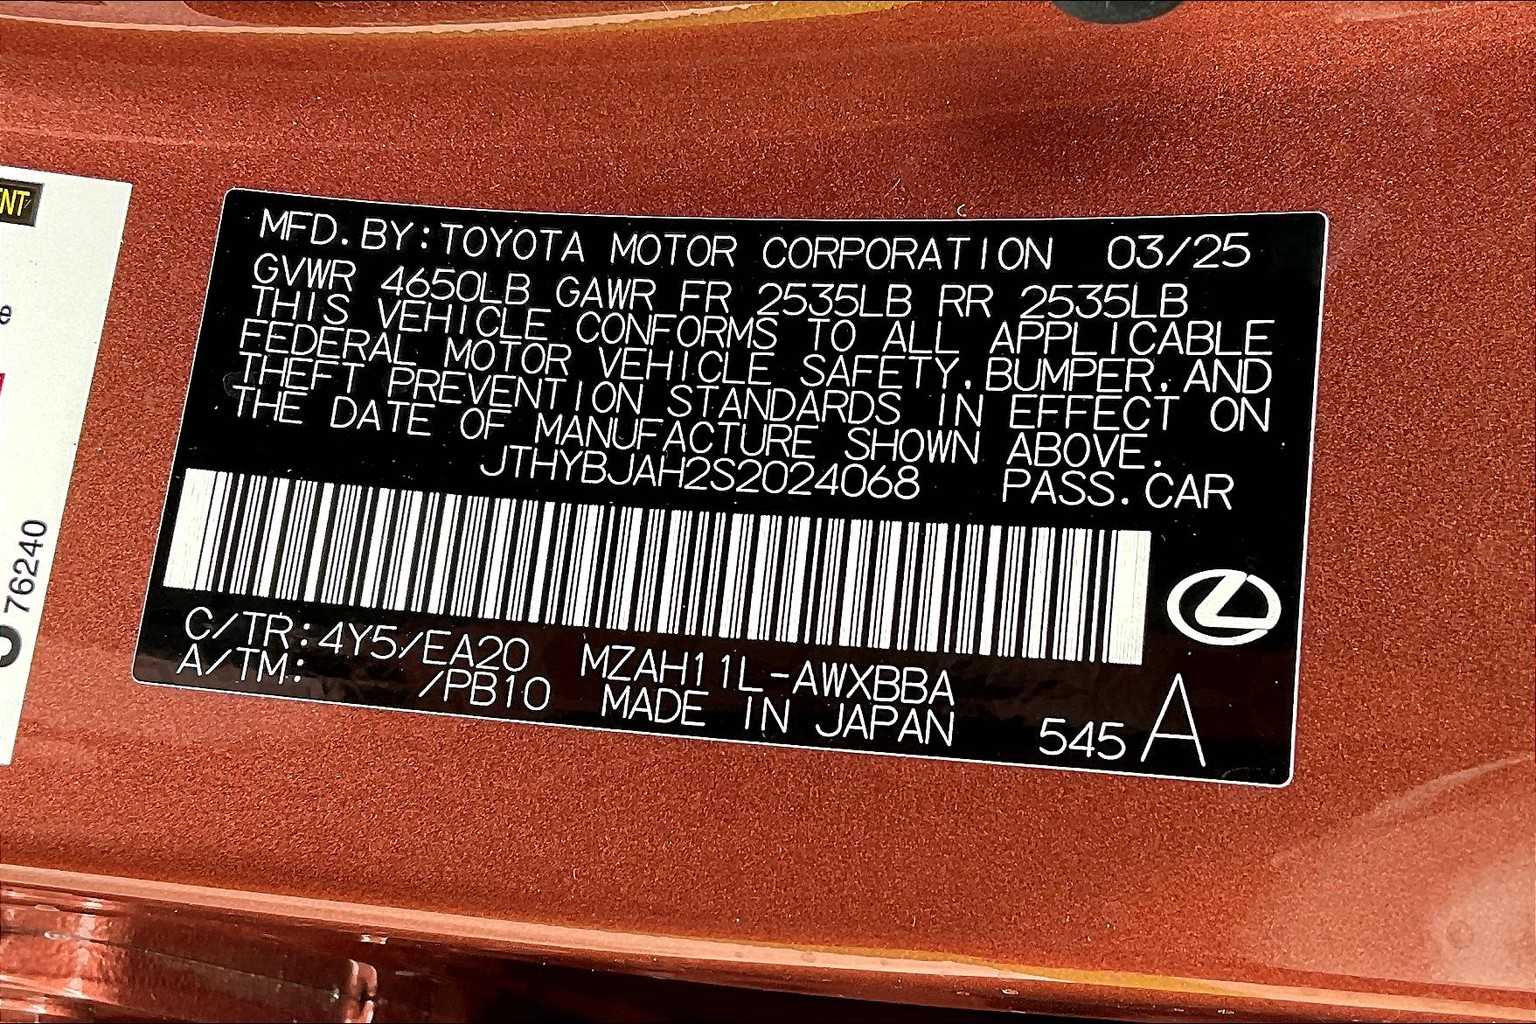 NT
e
76240
MFD. BY: TOYOTA MOTOR CORPORATION 03/25
GVWR 4650LB GAWR FR 2535LB RR 2535LB
THIS VEHICLE CONFORMS TO ALL APPLICABLE
FEDERAL MOTOR VEHICLE SAFETY, BUMPER, AND
THEFT PREVENTION STANDARDS IN EFFECT ON
THE DATE OF MANUFACTURE SHOWN ABOVE.
JTHYBJAH2S2024068 PASS. CAR
C/TR: 4Y5/EA20 MZAH11L-AWXBBA
A/TM: /PB10 MADE IN JAPAN 545 A